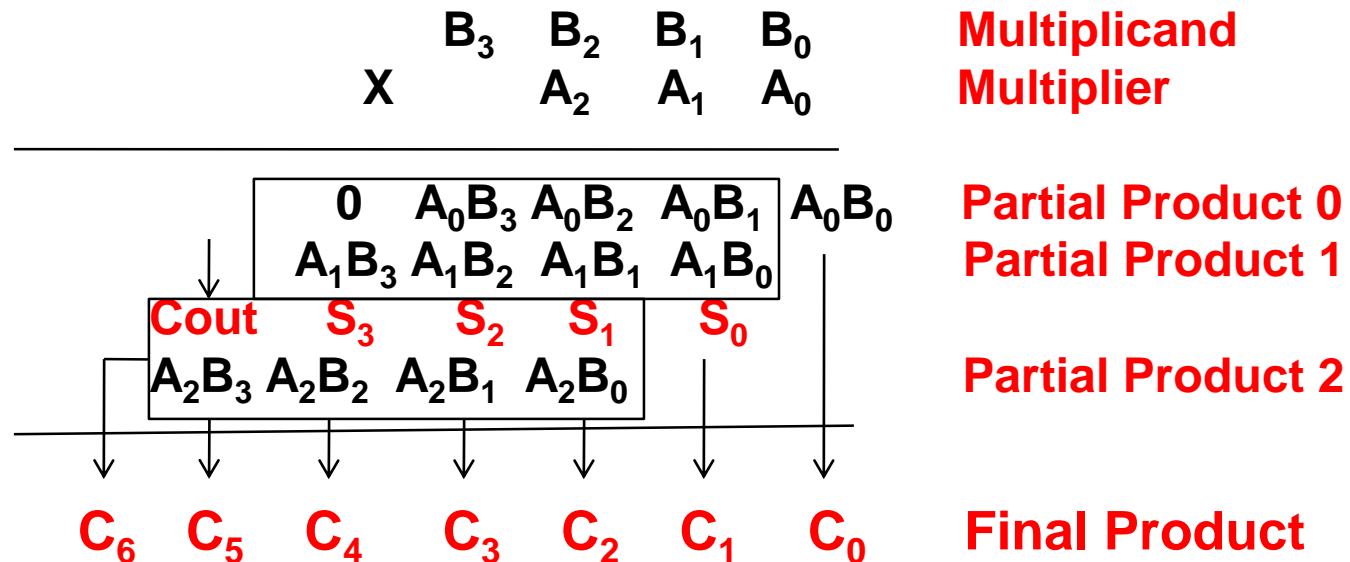 B₃ B₂ B₁ B₀ Multiplicand
X A₂ A₁ A₀ Multiplier
0 A₀B₃ A₀B₂ A₀B₁ A₀B₀ Partial Product 0
A₁B₃ A₁B₂ A₁B₁ A₁B₀ Partial Product 1
Cout S₃ S₂ S₁ S₀
A₂B₃ A₂B₂ A₂B₁ A₂B₀ Partial Product 2
C₆ C₅ C₄ C₃ C₂ C₁ C₀ Final Product